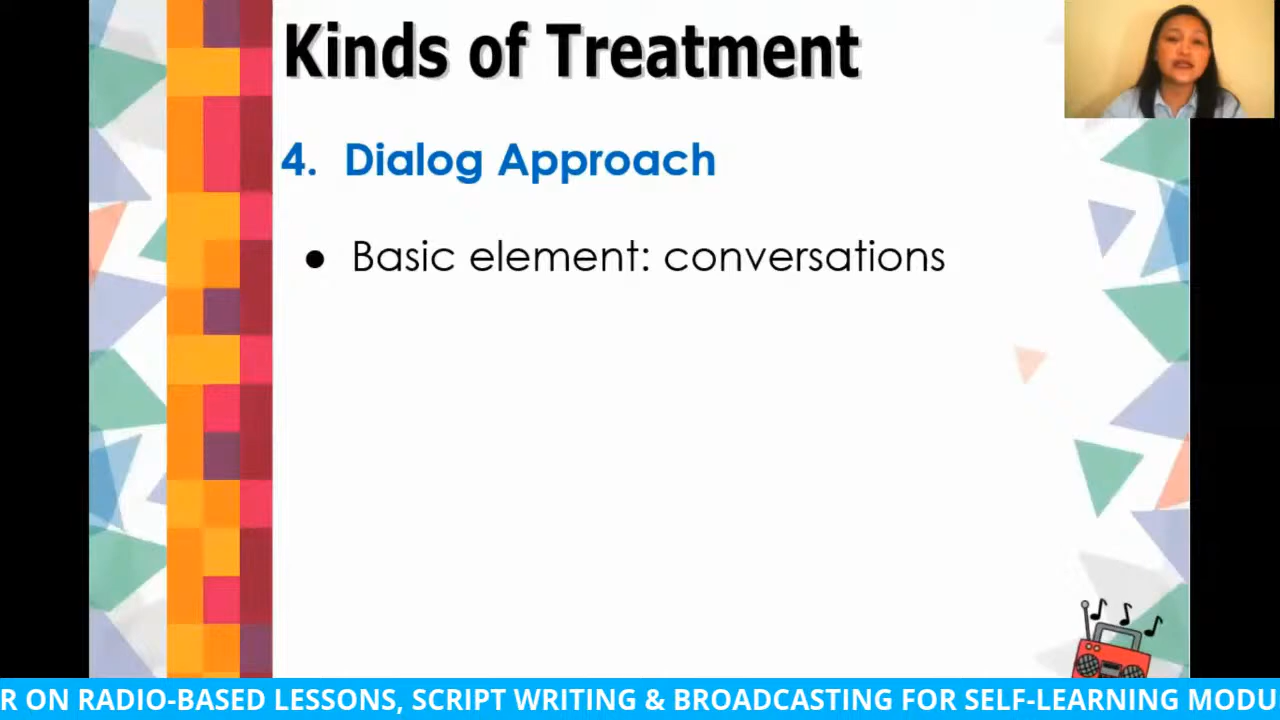 Kinds of Treatment
4. Dialog Approach
● Basic element: conversations
R ON RADIO-BASED LESSONS, SCRIPT WRITING & BROADCASTING FOR SELF-LEARNING MODU